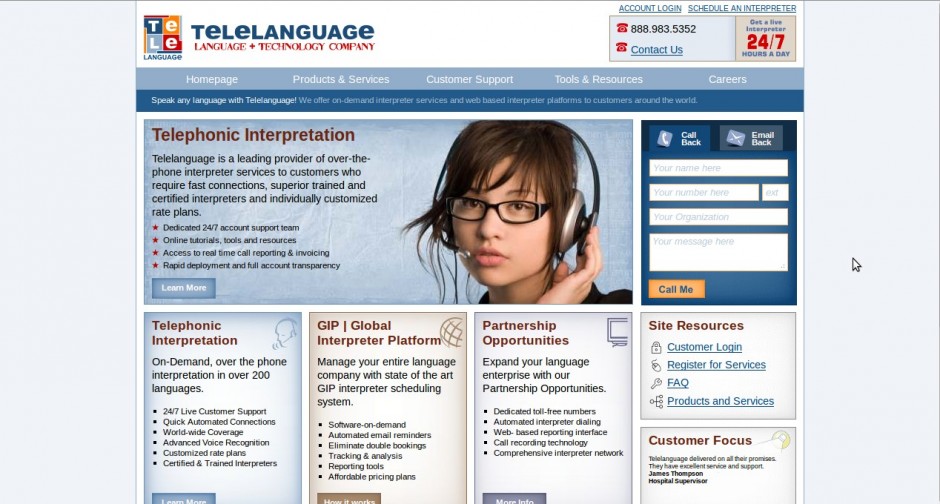 ACCOUNT LOGIN SCHEDULE AN INTERPRETER
Te
Le
LANGUAGE
TeLeLANGUAGe
LANGUAGE + TECHNOLOGY COMPANY
888.983.5352
Contact Us
Get a live
Interpreter
24/7
HOURS A DAY
Homepage Products & Services Customer Support Tools & Resources Careers
Speak any language with Telelanguage! We offer on-demand interpreter services and web based interpreter platforms to customers around the world.
Telephonic Interpretation
Telelanguage is a leading provider of over-the-
phone interpreter services to customers who
require fast connections, superior trained and
certified interpreters and individually customized
rate plans.
Dedicated 24/7 account support team
Online tutorials, tools and resources
Access to real time call reporting & invoicing
Rapid deployment and full account transparency
Learn More
Call
Back
Email
Back
Your name here
Your number here ext
Your Organization
Your message here
Call Me
Telephonic
Interpretation
On-Demand, over the phone
interpretation in over 200
languages.
24/7 Live Customer Support
Quick Automated Connections
World-wide Coverage
Advanced Voice Recognition
Customized rate plans
Certified & Trained Interpreters
Learn More
GIP | Global
Interpreter Platform
Manage your entire language
company with state of the art
GIP interpreter scheduling
system.
Software-on-demand
Automated email reminders
Eliminate double bookings
Tracking & analysis
Reporting tools
Affordable pricing plans
How it works
Partnership
Opportunities
Expand your language
enterprise with our
Partnership Opportunities.
Dedicated toll-free numbers
Automated interpreter dialing
Web- based reporting interface
Call recording technology
Comprehensive interpreter network
More Info
Site Resources
Customer Login
Register for Services
FAQ
Products and Services
Customer Focus
Telelanguage delivered on all their promises.
They have excellent service and support.
James Thompson
Hospital Supervisor